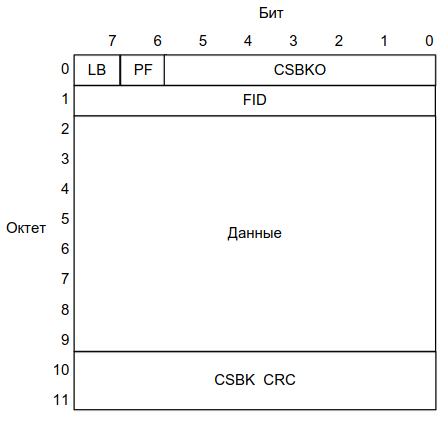 Бит
7 6 5 4 3 2 1 0
0 LB PF CSBKO
1 FID
2
3
4
5
Октет Данные
6
7
8
9
10
CSBK CRC
11